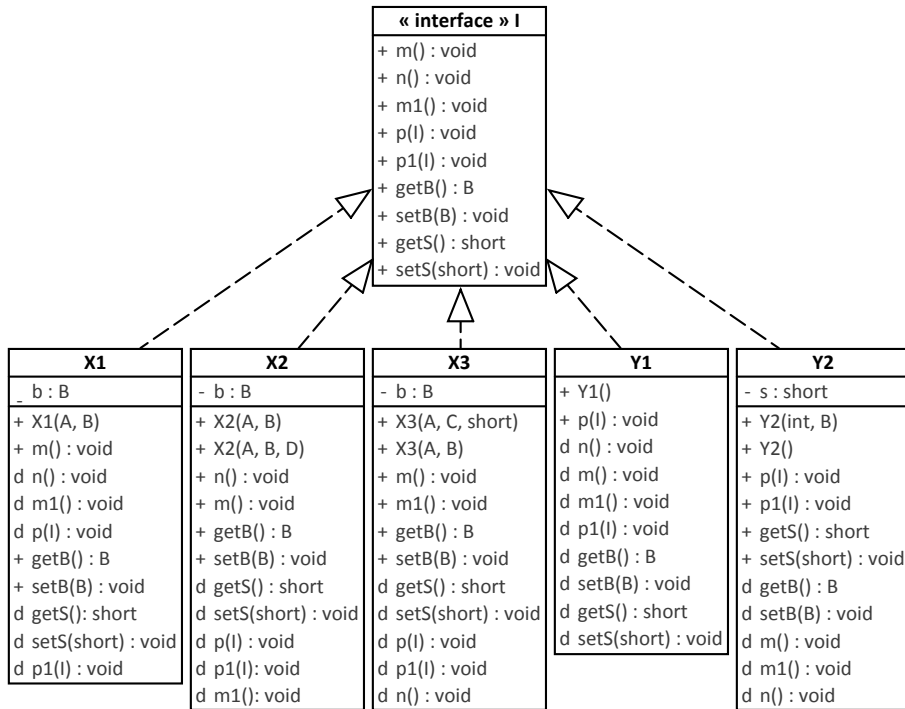 « interface » I
+ m() : void
+ n() : void
+ m1() : void
+ p(I) : void
+ p1(I) : void
+ getB() : B
+ setB(B) : void
+ getS() : short
+ setS(short) : void
X1
- b : B
+ X1(A, B)
+ m() : void
d n() : void
d m1() : void
d p(I) : void
+ getB() : B
+ setB(B) : void
d getS(): short
d setS(short) : void
d p1(I) : void
X2
- b : B
+ X2(A, B)
+ X2(A, B, D)
+ n() : void
+ m() : void
+ getB() : B
+ setB(B) : void
d getS() : short
d setS(short) : void
d p(I) : void
d p1(I): void
d m1(): void
X3
- b : B
+ X3(A, C, short)
+ X3(A, B)
+ m() : void
+ m1() : void
+ getB() : B
+ setB(B) : void
d getS() : short
d setS(short) : void
d p(I) : void
d p1(I) : void
d n() : void
Y1
+ Y1()
+ p(I) : void
d n() : void
d m() : void
d m1() : void
d p1(I) : void
d getB() : B
d setB(B) : void
d getS() : short
d setS(short) : void
Y2
- s : short
+ Y2(int, B)
+ Y2()
+ p(I) : void
+ p1(I) : void
+ getS() : short
+ setS(short) : void
d getB() : B
d setB(B) : void
d m() : void
d m1() : void
d n() : void